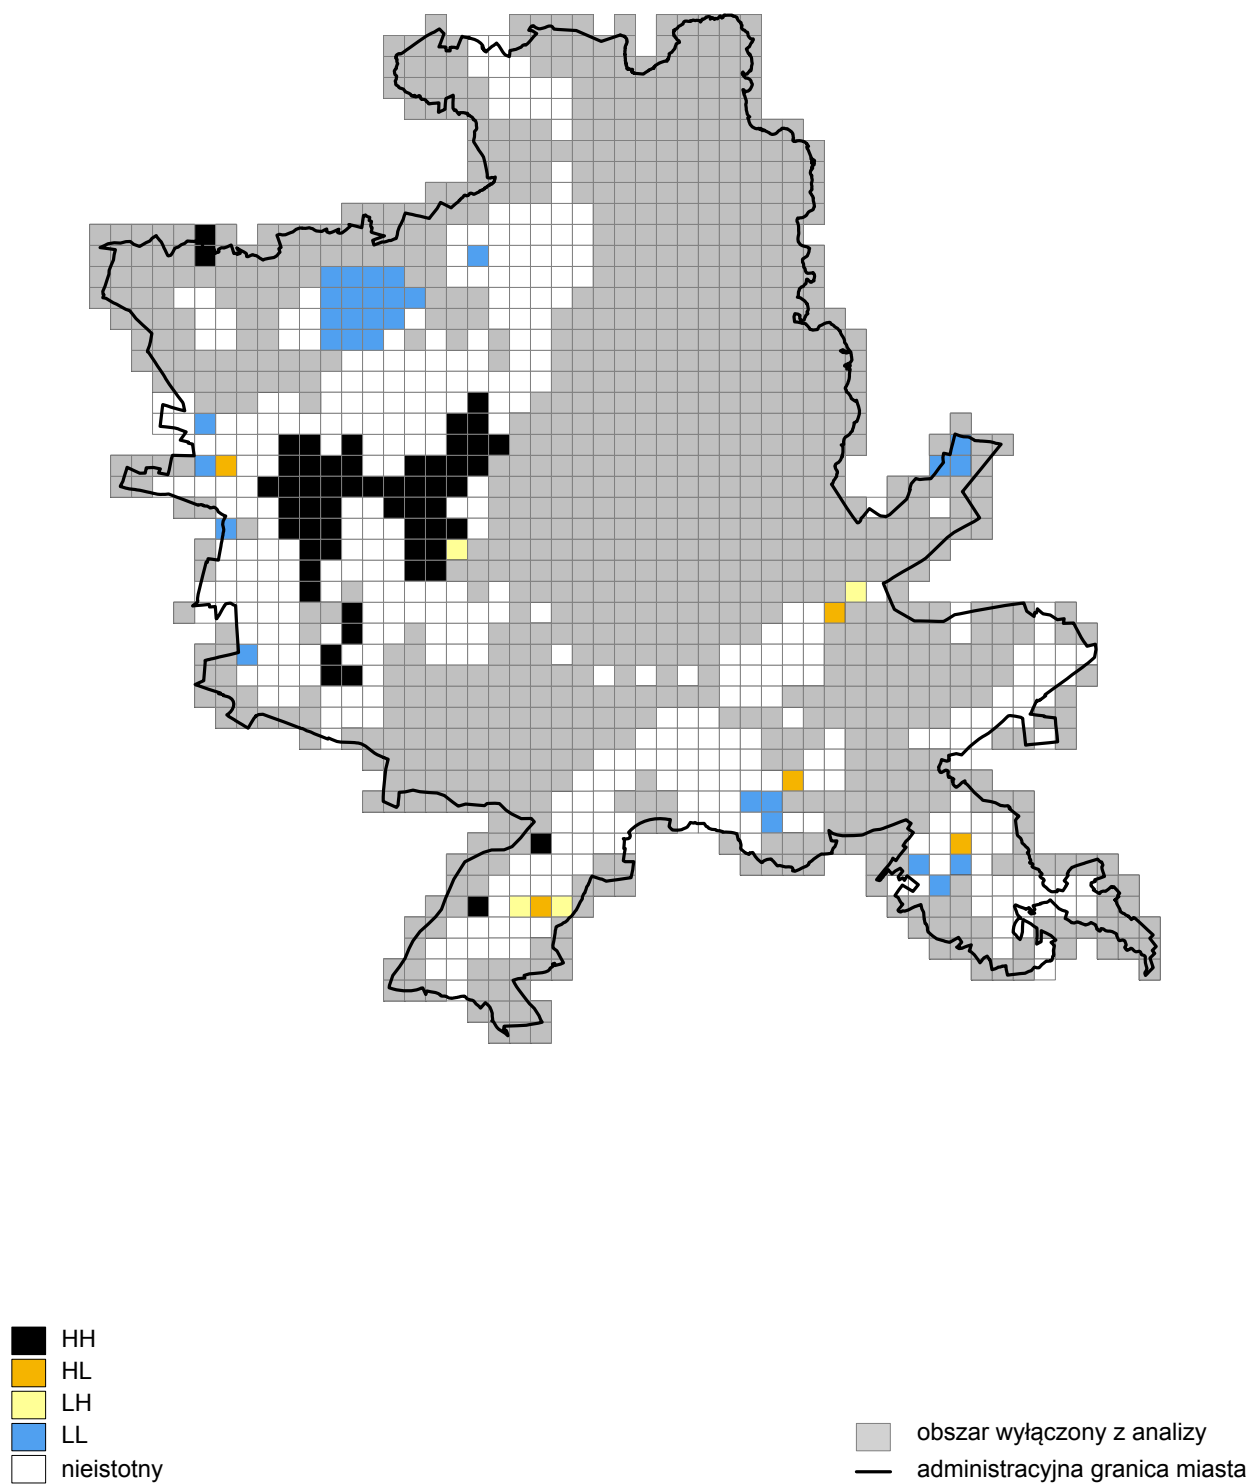 HH
HL
LH
LL
nieistotny
obszar wyłączony z analizy
administracyjna granica miasta